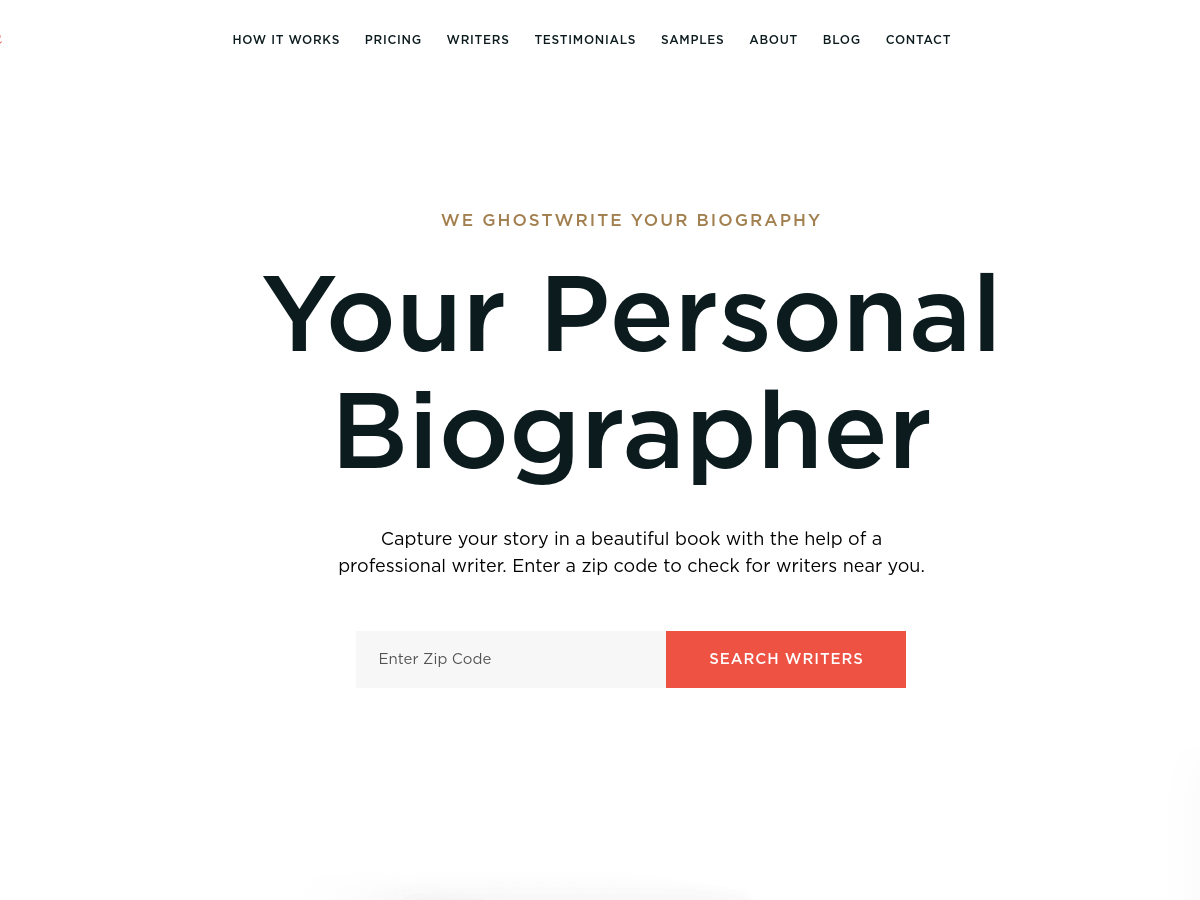 HOW IT WORKS PRICING WRITERS TESTIMONIALS SAMPLES ABOUT BLOG CONTACT
WE GHOSTWRITE YOUR BIOGRAPHY
Your Personal
Biographer
Capture your story in a beautiful book with the help of a
professional writer. Enter a zip code to check for writers near you.
Enter Zip Code SEARCH WRITERS